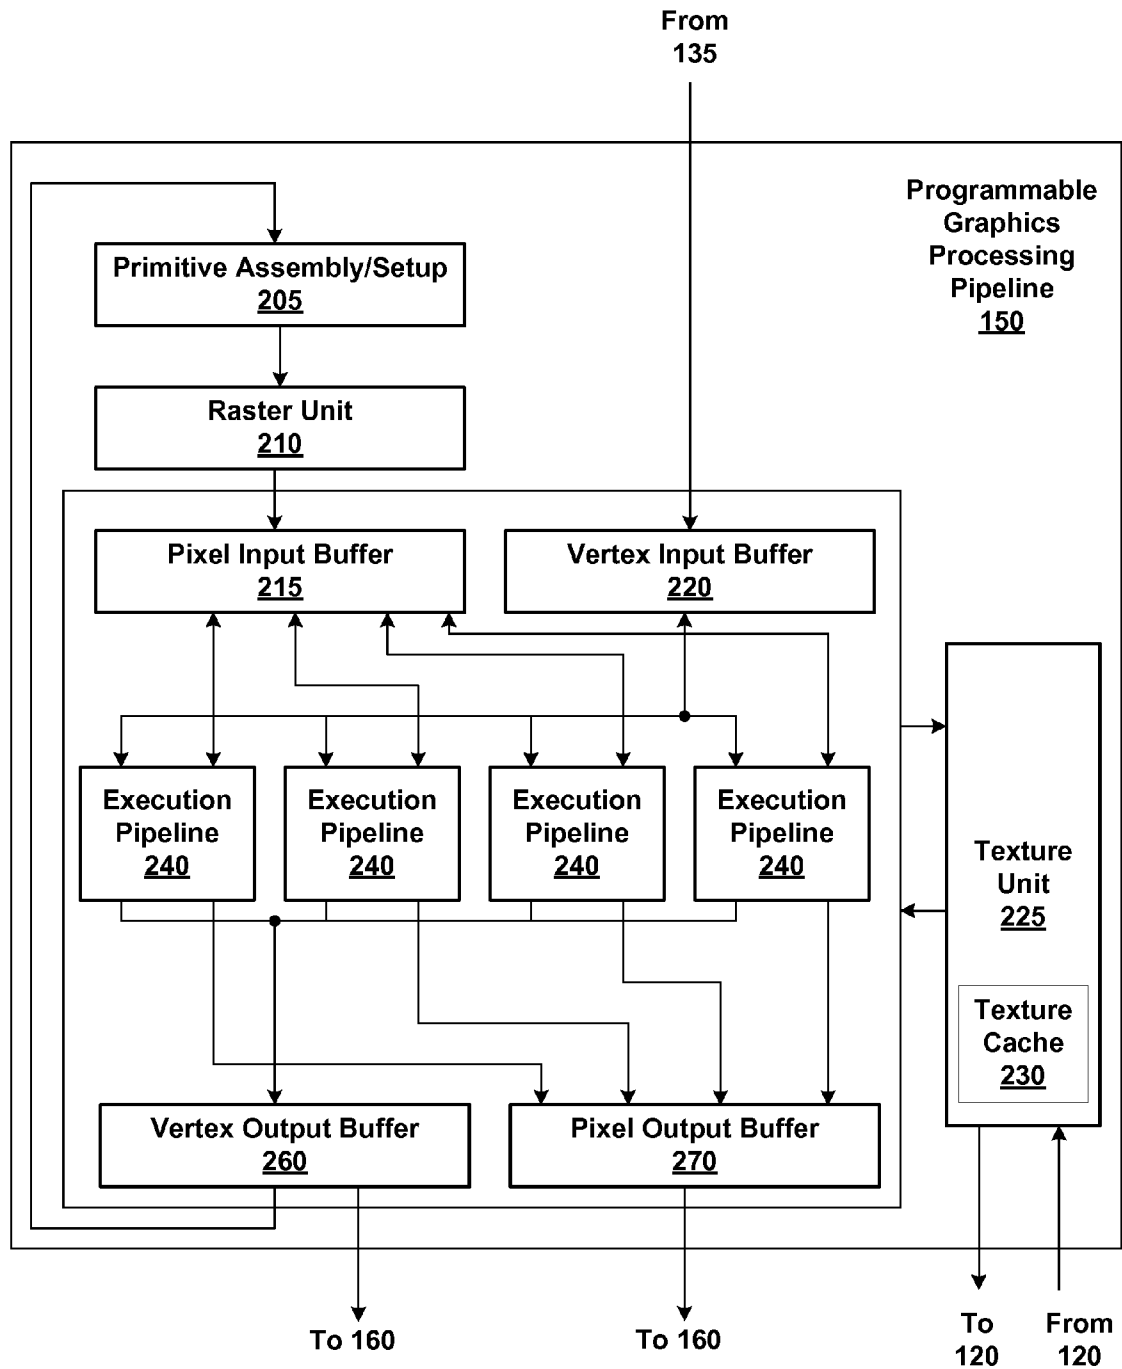 From
135
Programmable
Graphics
Processing
Pipeline
150
Primitive Assembly/Setup
205
Raster Unit
210
Pixel Input Buffer
215
Vertex Input Buffer
220
Execution
Pipeline
240
Execution
Pipeline
240
Execution
Pipeline
240
Execution
Pipeline
240
Texture
Unit
225
Texture
Cache
230
Vertex Output Buffer
260
Pixel Output Buffer
270
To 160
To 160
To
120
From
120